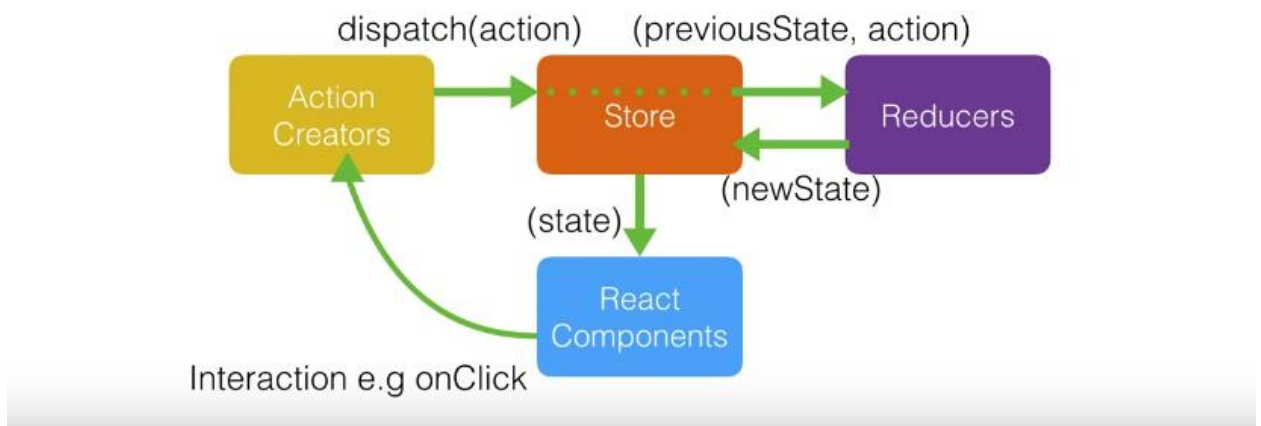 dispatch(action)
(previousState, action)
Action
Creators
Store
Reducers
(newState)
(state)
React
Components
Interaction e.g onClick